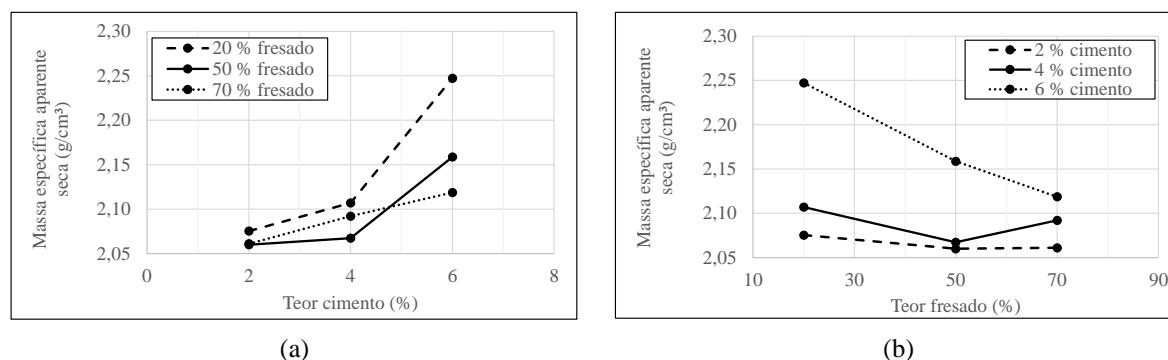 2,30
2,25
2,20
2,15
2,10
2,05
Massa específica aparente
seca (g/cm³)
20 % fresado
50 % fresado
70 % fresado
0 2 4 6 8
Teor cimento (%)
(a)
2,30
2,25
2,20
2,15
2,10
2,05
Massa específica aparente
seca (g/cm³)
2 % cimento
4 % cimento
6 % cimento
10 30 50 70 90
Teor fresado (%)
(b)